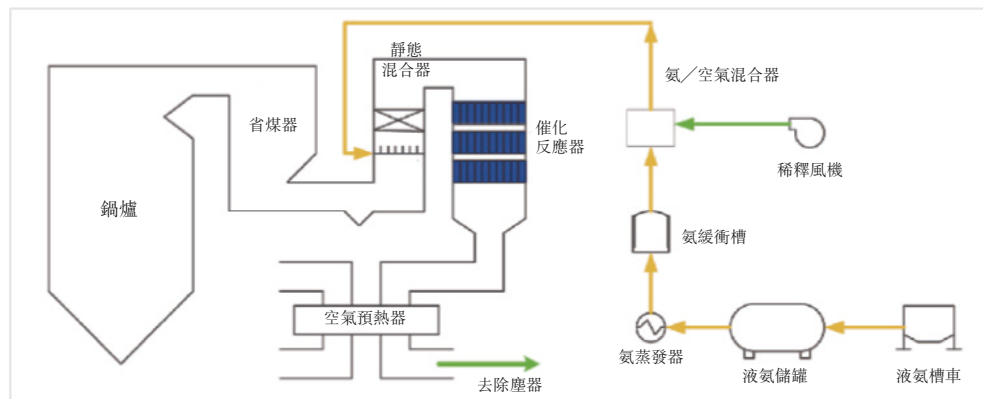 靜態
混合器
氨／空氣混合器
省煤器
催化
反應器
稀釋風機
鍋爐
氨緩衝槽
空氣預熱器
氨蒸發器
液氨儲罐
液氨槽車
去除塵器